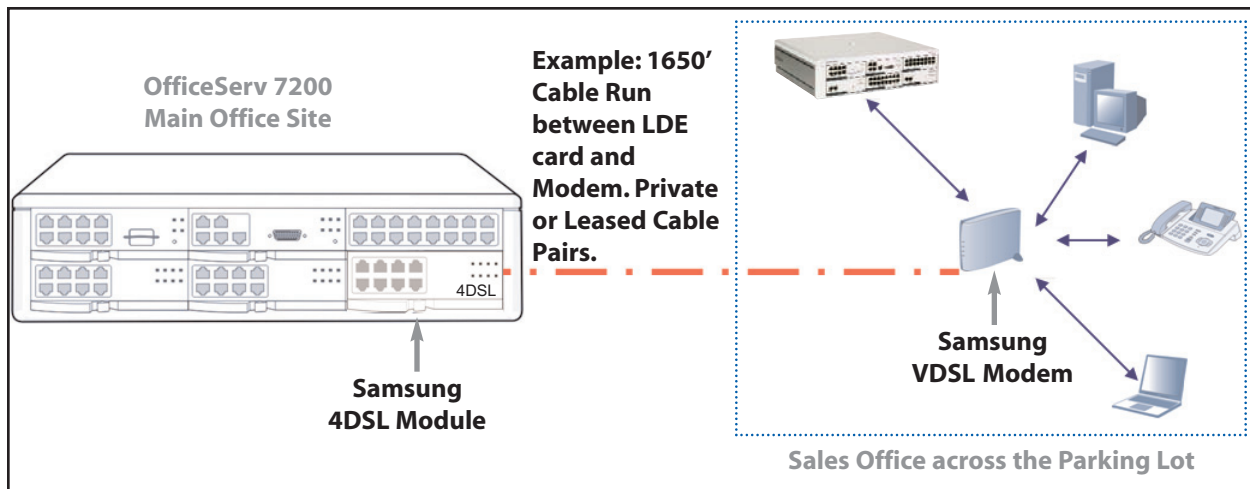 OfficeServ 7200
Main Office Site
Example: 1650’
Cable Run
between LDE
card and
Modem. Private
or Leased Cable
Pairs.
4DSL
Samsung
4DSL Module
Samsung
VDSL Modem
Sales Office across the Parking Lot